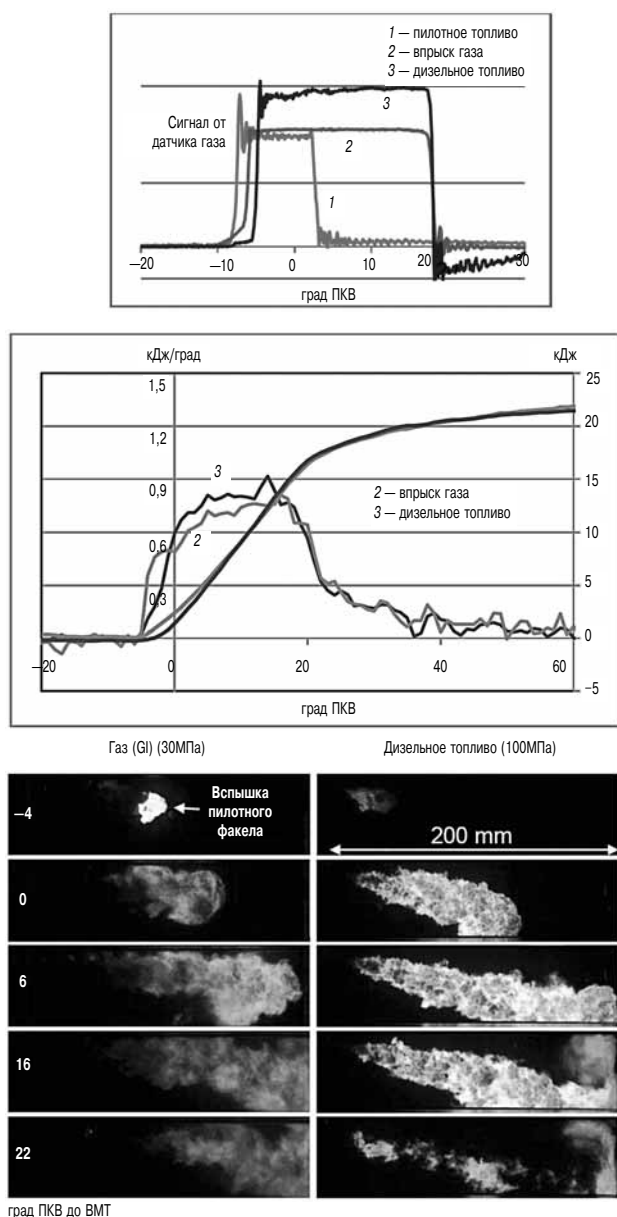 1 — пилотное топливо
2 — впрыск газа
3 — дизельное топливо
Сигнал от
датчика газа
3
2
1
–20
–10
0
10
20
30
град ПКВ
кДж/град
кДж
1,5
1,2
0,9
0,6
0,3
25
20
15
10
5
0
–5
3
2
2 — впрыск газа
3 — дизельное топливо
–20
0
20
40
60
град ПКВ
Газ (GI) (30МПа)
Дизельное топливо (100МПа)
–4
Вспышка
пилотного
факела
200 mm
0
6
16
22
град ПКВ до ВМТ